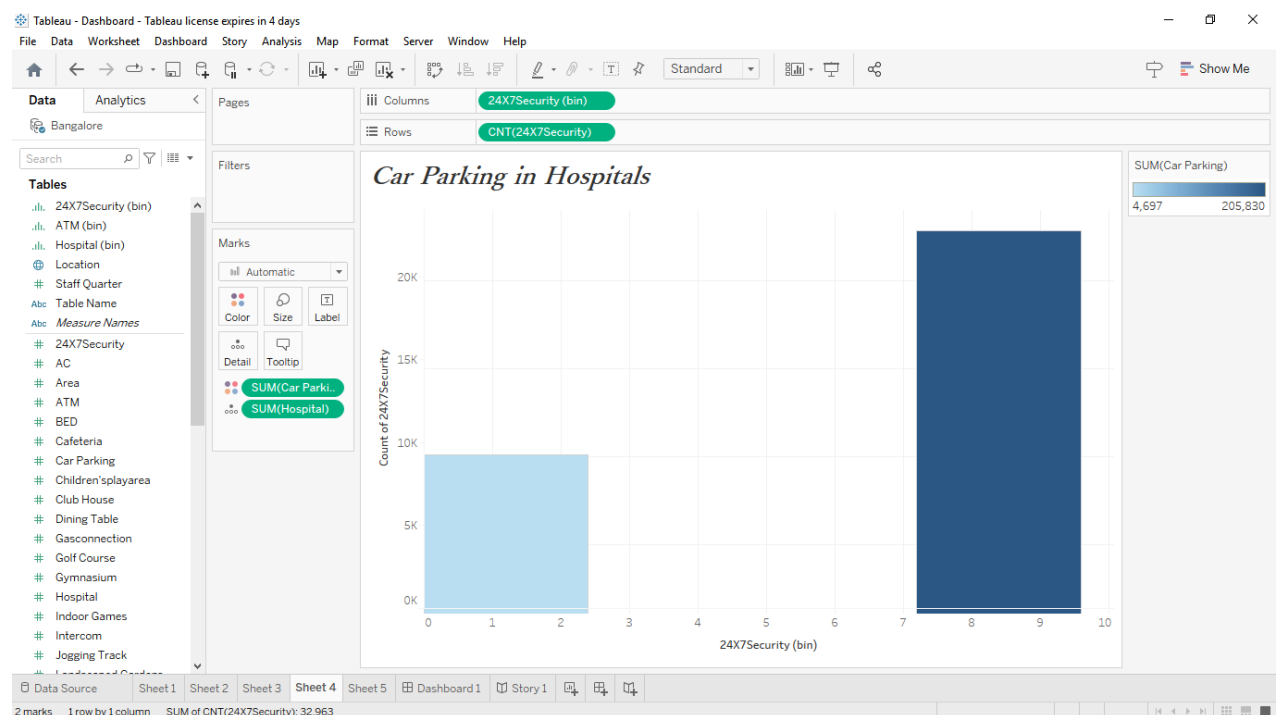 Tableau - Dashboard - Tableau license expires in 4 days
File Data Worksheet Dashboard Story Analysis Map Format Server Window Help
Standard
Show Me
Data Analytics
Bangalore
Search
Tables
24X7Security (bin)
ATM (bin)
Hospital (bin)
Location
# Staff Quarter
Abc Table Name
Abc Measure Names
# 24X7Security
# AC
# Area
# ATM
# BED
# Cafeteria
# Car Parking
# Children'splayarea
# Club House
# Dining Table
# Gasconnection
# Golf Course
# Gymnasium
# Hospital
# Indoor Games
# Intercom
# Jogging Track
Pages
Filters
Marks
Automatic
Color Size Label
Detail Tooltip
SUM(Car Parki..
SUM(Hospital)
Columns 24X7Security (bin)
Rows CNT(24X7Security)
Car Parking in Hospitals
Count of 24X7Security
20K
15K
10K
5K
0K
0 1 2 3 4 5 6 7 8 9 10
24X7Security (bin)
SUM(Car Parking)
4,697 205,830
Data Source Sheet 1 Sheet 2 Sheet 3 Sheet 4 Sheet 5 Dashboard 1 Story 1
2 marks 1 row by 1 column SUM of CNT(24X7Security): 32,963